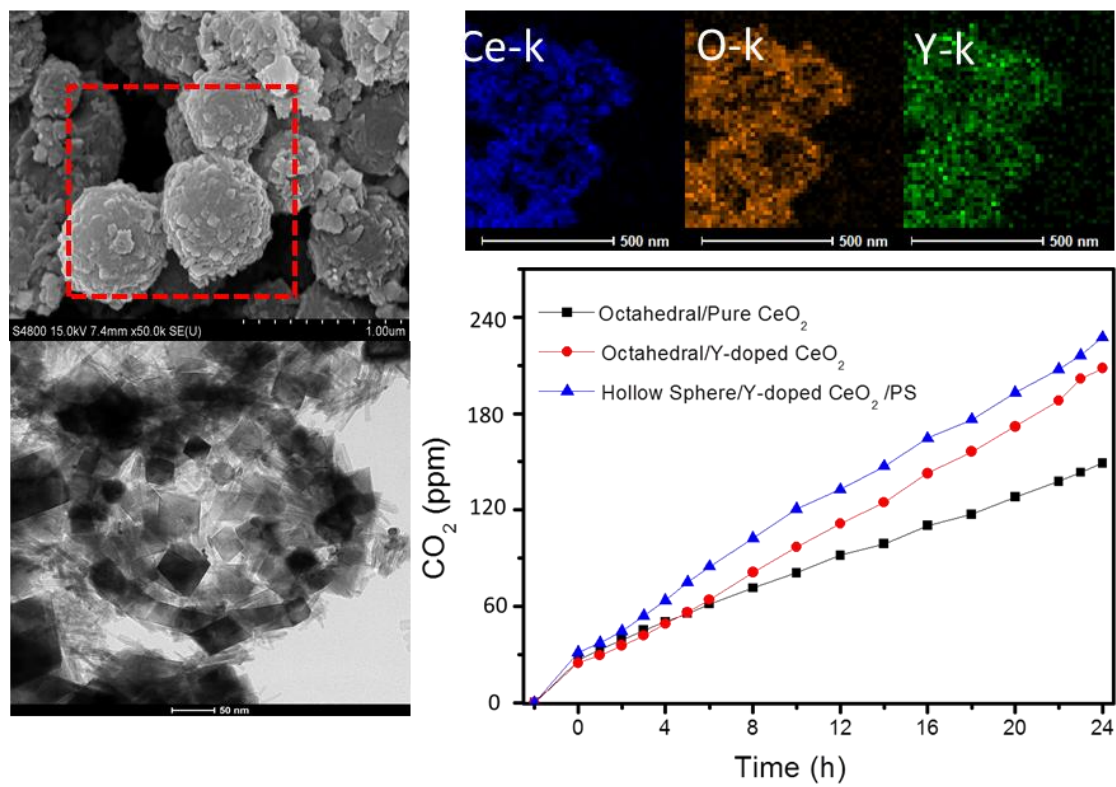 S4800 15.0kV 7.4mm x50.0k SE(U)
1.00um
50 nm
Ce-k
O-k
Y-k
500 nm
500 nm
500 nm
Octahedral/Pure CeO₂
Octahedral/Y-doped CeO₂
Hollow Sphere/Y-doped CeO₂ /PS
CO₂ (ppm)
240
180
120
60
0
0 4 8 12 16 20 24
Time (h)